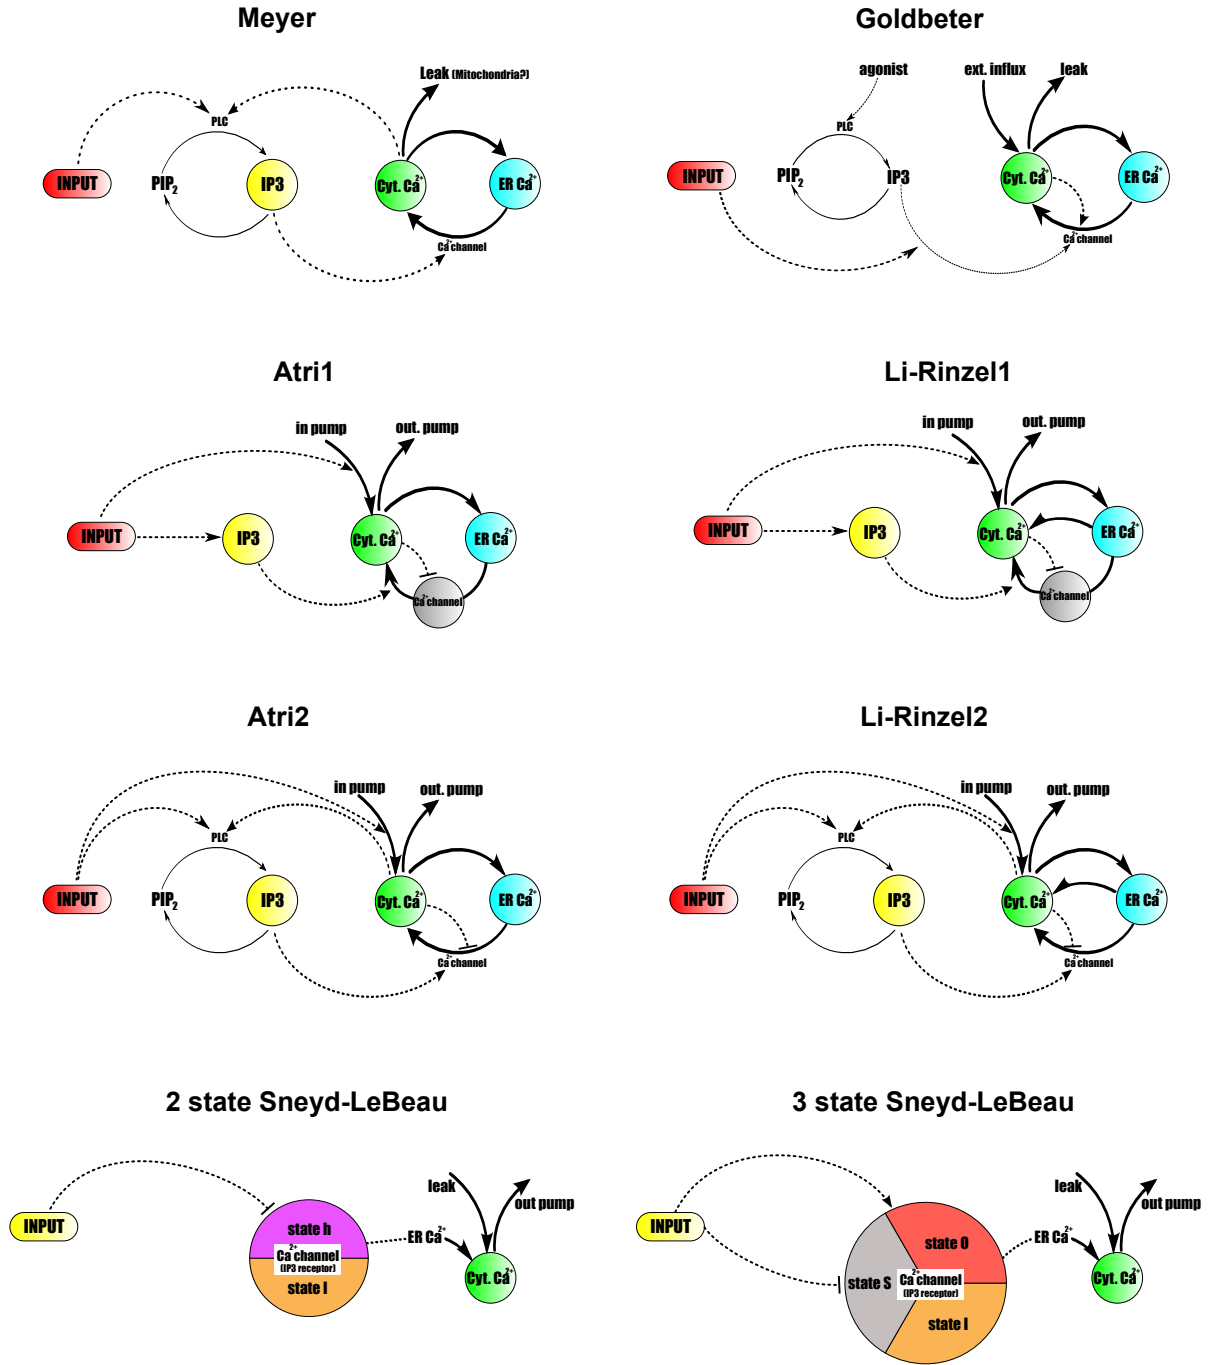 Meyer
Leak (Mitochria?)
PLC
INPUT
PIP2
IP3
Cyt. Ca2+
ER Ca2+
Ca2+ channel
Goldbeter
agonist
ext. influx
leak
PLC
INPUT
PIP2
IP3
Cyt. Ca2+
ER Ca2+
Ca2+ channel
Atri1
in pump
out. pump
INPUT
IP3
Cyt. Ca2+
ER Ca2+
Ca2+ channel
Li-Rinzel1
in pump
out. pump
INPUT
IP3
Cyt. Ca2+
ER Ca2+
Ca2+ channel
Atri2
in pump
out. pump
PLC
INPUT
PIP2
IP3
Cyt. Ca2+
ER Ca2+
Ca2+ channel
Li-Rinzel2
in pump
out. pump
PLC
INPUT
PIP2
IP3
Cyt. Ca2+
ER Ca2+
Ca2+ channel
2 state Sneyd-LeBeau
leak
out pump
INPUT
state h
ER Ca2+
Ca2+ channel
(IP3 receptor)
state I
Cyt. Ca2+
3 state Sneyd-LeBeau
leak
out pump
INPUT
state O
ER Ca2+
state S
Ca2+ channel
(IP3 receptor)
state I
Cyt. Ca2+